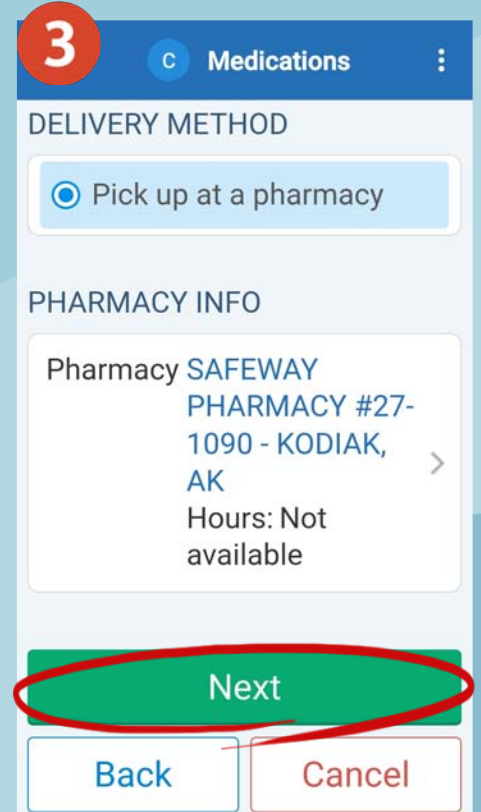 3
C Medications
DELIVERY METHOD
Pick up at a pharmacy
PHARMACY INFO
Pharmacy SAFEWAY
PHARMACY #27-
1090 - KODIAK,
AK
Hours: Not
available
Next
Back Cancel